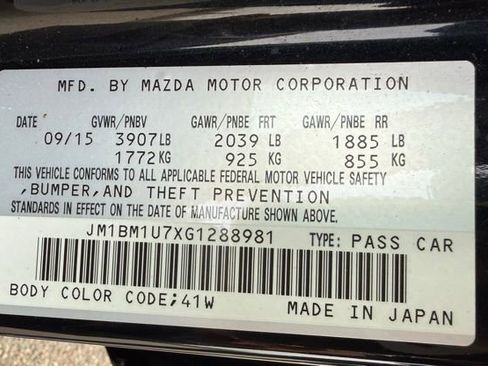 MFD. BY MAZDA MOTOR CORPORATION
DATE GVWR/PNBV GAWR/PNBE FRT GAWR/PNBE RR
09/15 3907LB 2039 LB 1885 LB
1772KG 925 KG 855 KG
THIS VEHICLE CONFORMS TO ALL APPLICABLE FEDERAL MOTOR VEHICLE SAFETY
,BUMPER,AND THEFT PREVENTION
STANDARDS IN EFFECT ON THE DATE OF MANUFACTURE SHOWN ABOVE.
JM1BM1U7XG1288981 TYPE: PASS CAR
BODY COLOR CODE;41W MADE IN JAPAN